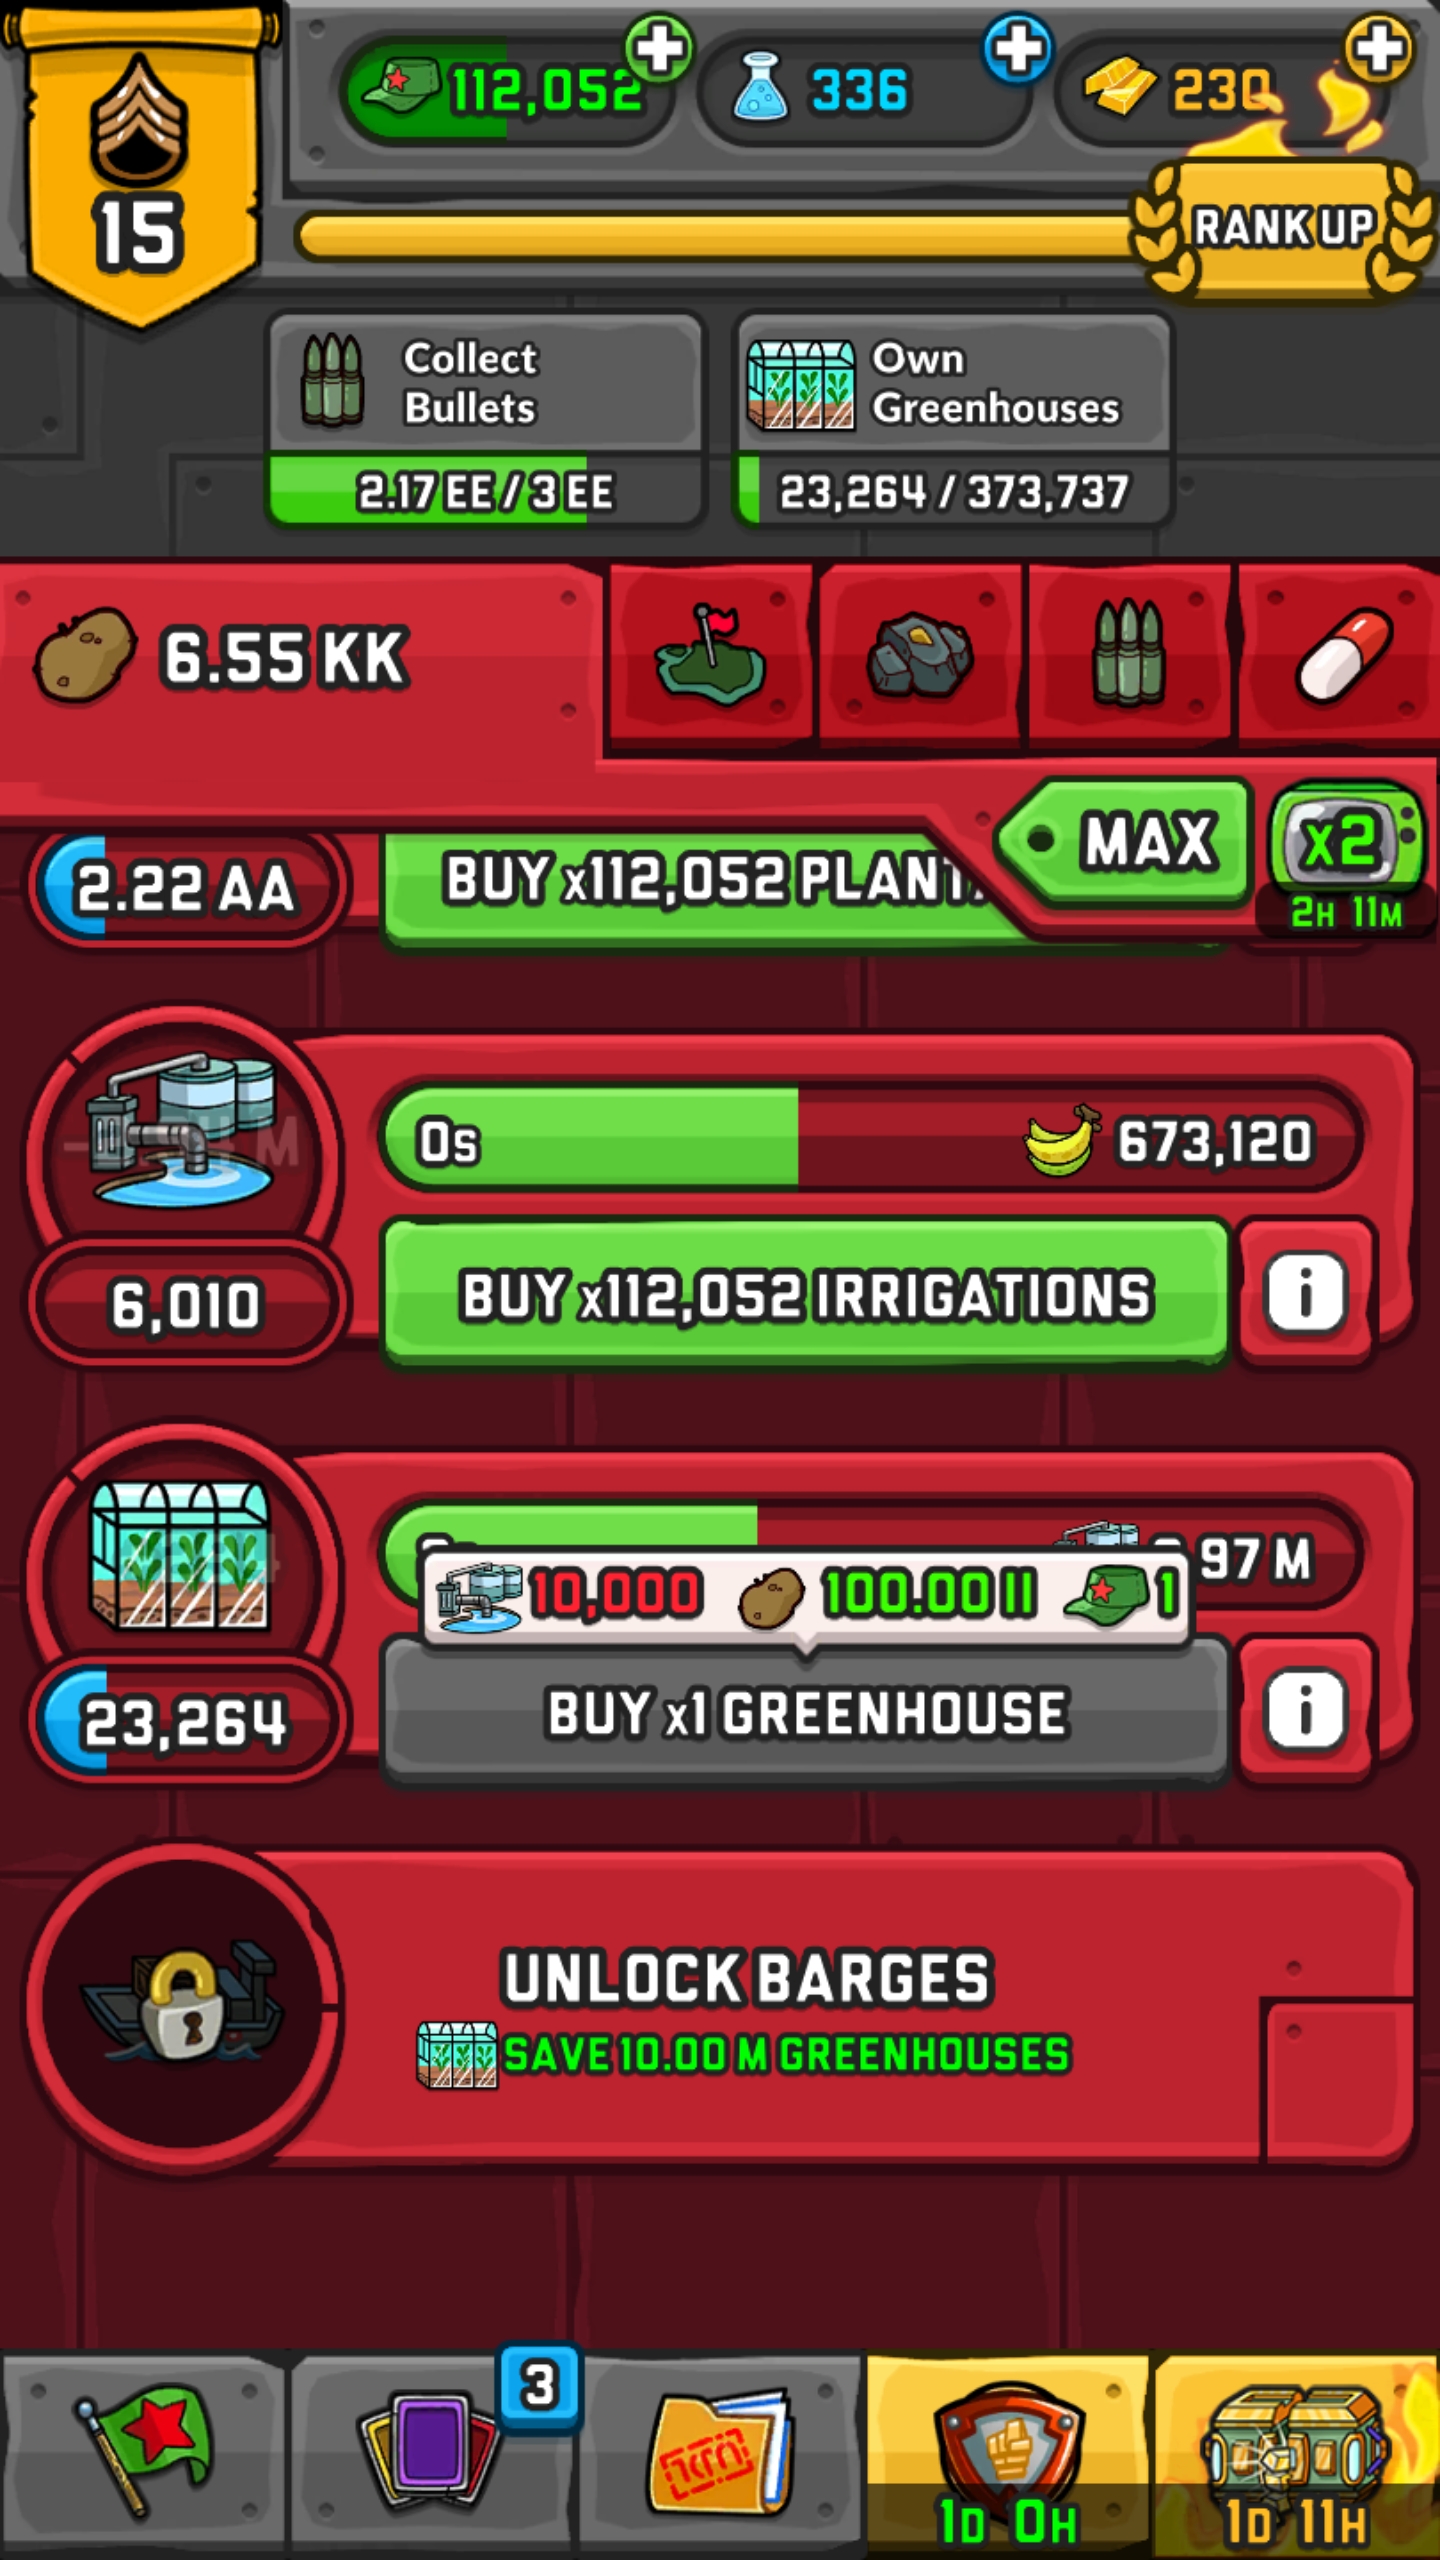 112,052
336
230
15
RANK UP
Collect
Bullets
2.17 EE / 3 EE
Own
Greenhouses
23,264 / 373,737
6.55 KK
MAX
x2
2H 11M
2.22 AA
BUY x112,052
0s
673,120
6,010
BUY x112,052 IRRIGATIONS
i
97 M
10,000
100.00 II
1
23,264
BUY x1 GREENHOUSE
i
UNLOCK BARGES
SAVE 10.00 M GREENHOUSES
3
1D 0H
1D 11H